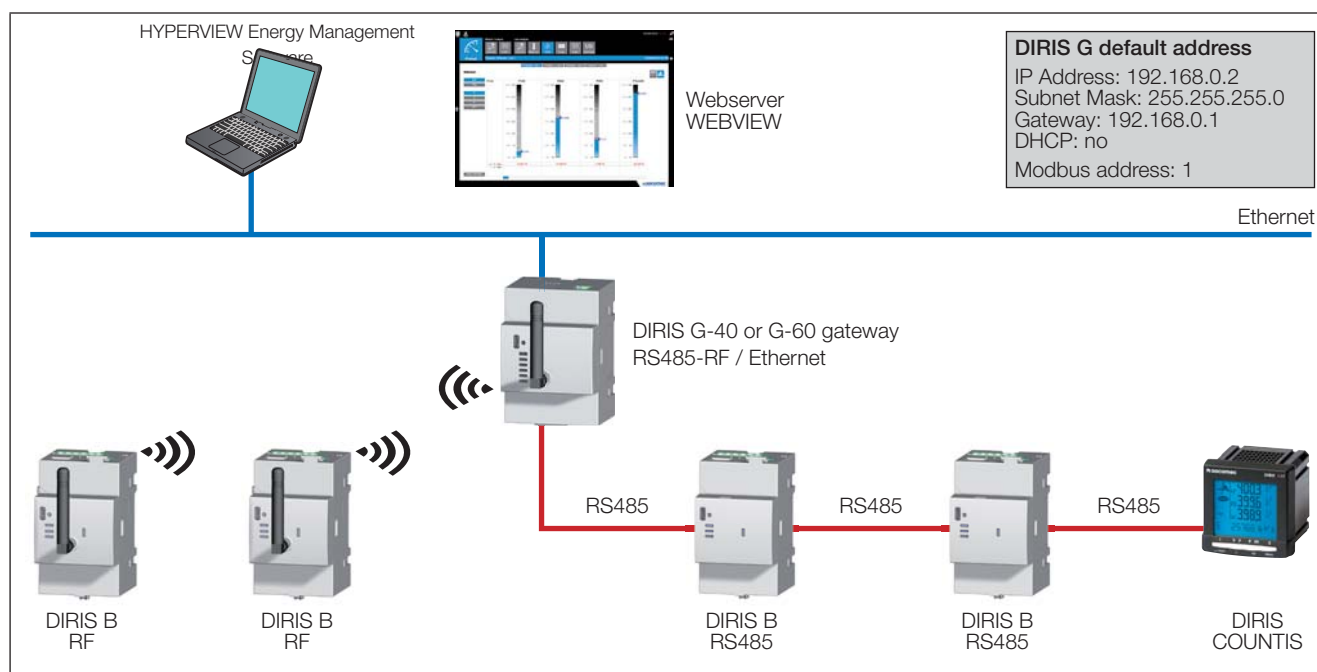 HYPERVIEW Energy Management
Software
Webserver
WEBVIEW
DIRIS G default address
IP Address: 192.168.0.2
Subnet Mask: 255.255.255.0
Gateway: 192.168.0.1
DHCP: no
Modbus address: 1
Ethernet
DIRIS G-40 or G-60 gateway
RS485-RF / Ethernet
RS485
RS485
RS485
DIRIS B
RF
DIRIS B
RF
DIRIS B
RS485
DIRIS B
RS485
DIRIS
COUNTIS